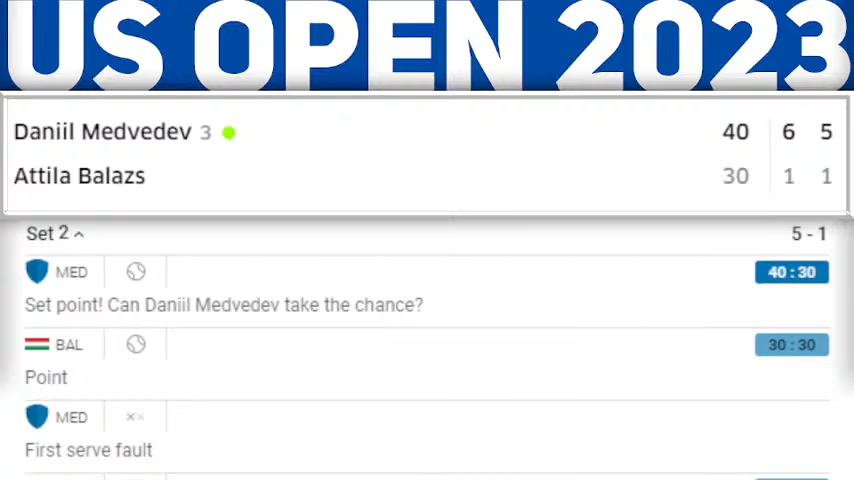 US OPEN 2023
Daniil Medvedev 3 40 6 5
Attila Balazs 30 1 1
Set 2 5 - 1
MED 40 : 30
Set point! Can Daniil Medvedev take the chance?
BAL 30 : 30
Point
MED
First serve fault